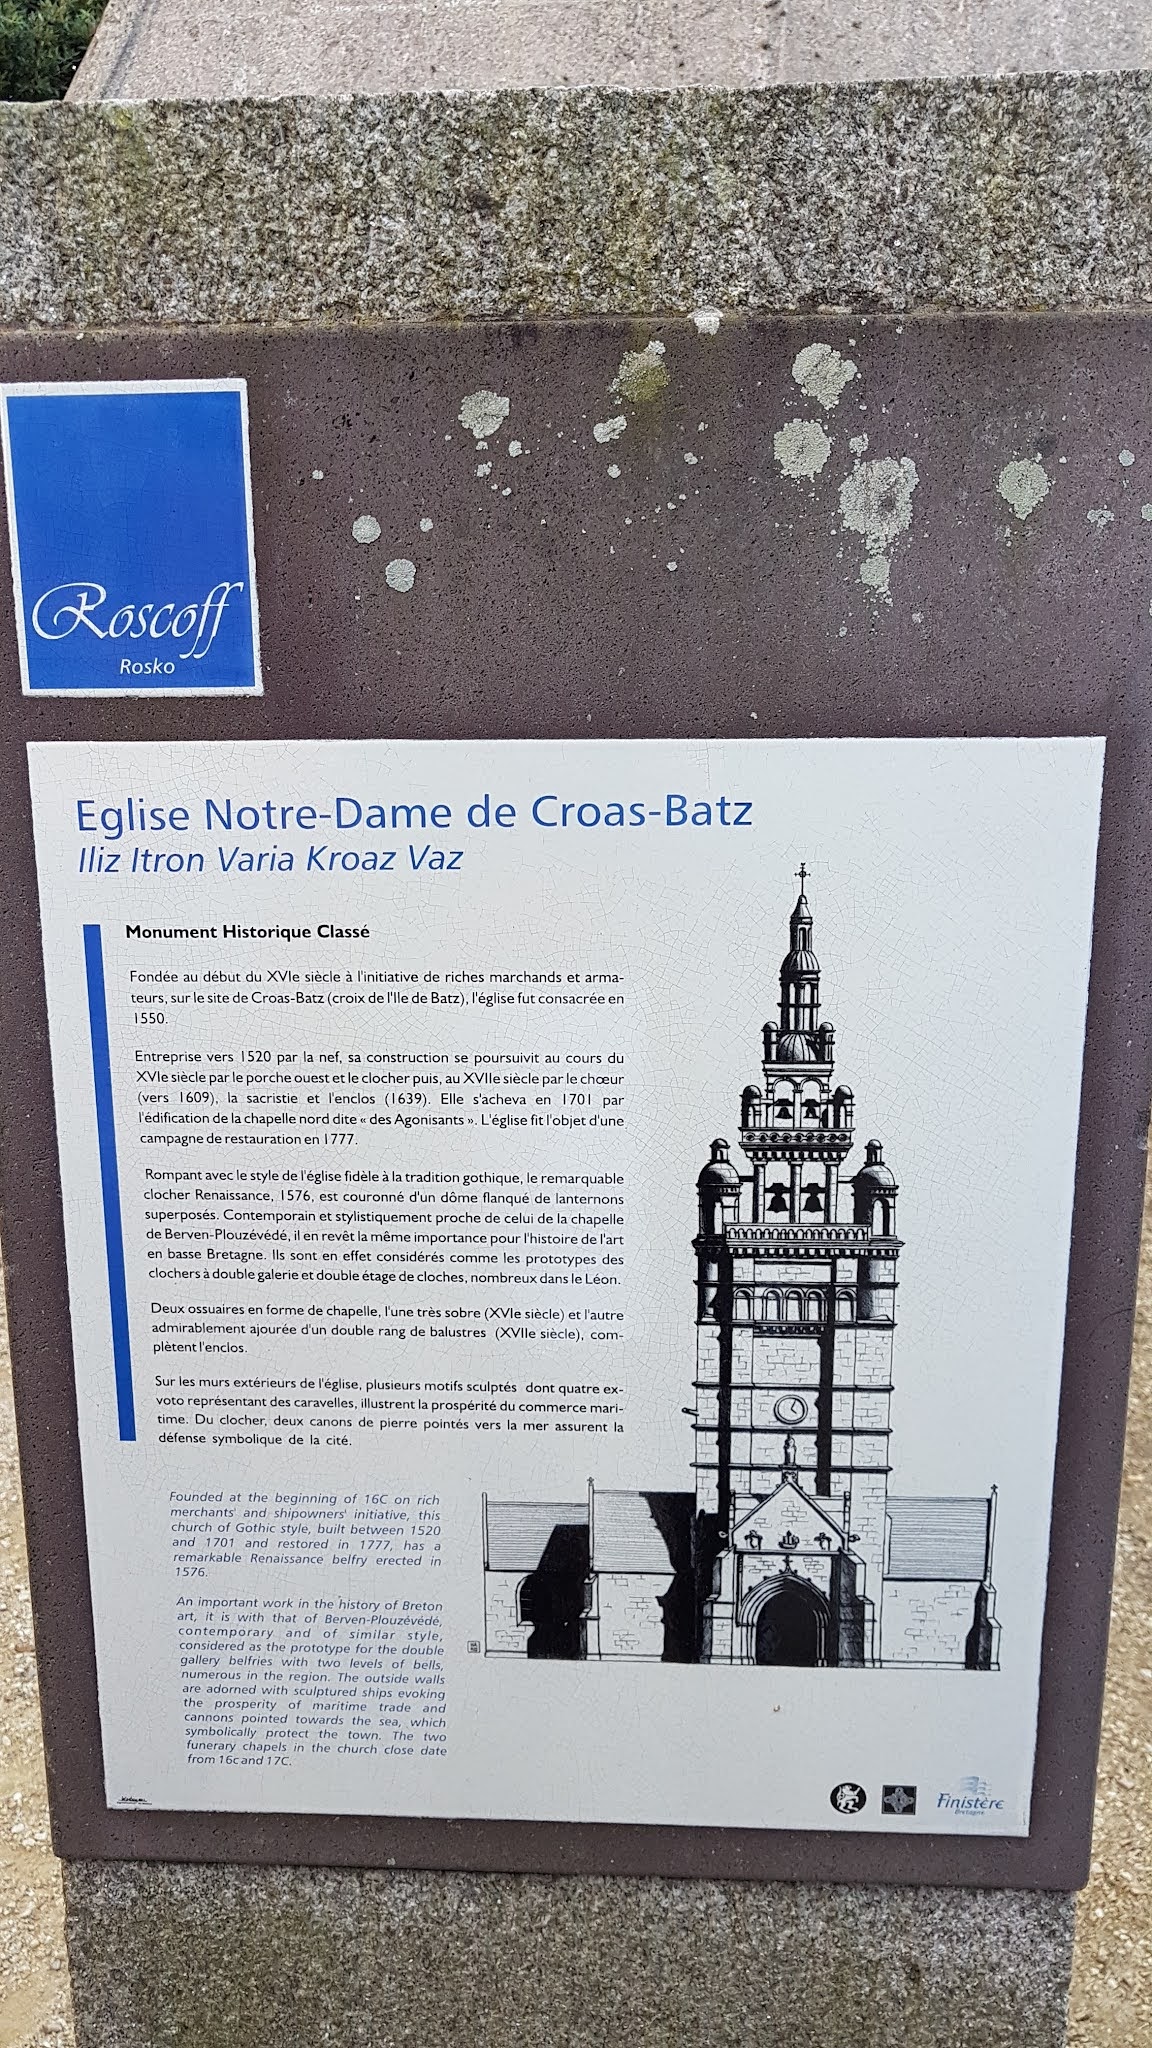 Roscoff
Rosko
Eglise Notre-Dame de Croas-Batz
Iliz Itron Varia Kroaz Vaz
Monument Historique Classé
Fondée au début du XVIe siècle à l'initiative de riches marchands et arma-
teurs, sur le site de Croas-Batz (croix de l'Ile de Batz), l'église fut consacrée en
1550.
Entreprise vers 1520 par la nef, sa construction se poursuivit au cours du
XVIe siècle par le porche ouest et le clocher puis, au XVIIe siècle par le chœur
(vers 1609), la sacristie et l'enclos (1639). Elle s'acheva en 1701 par
l'édification de la chapelle nord dite « des Agonisants ». L'église fit l'objet d'une
campagne de restauration en 1777.
Rompant avec le style de l'église fidèle à la tradition gothique, le remarquable
clocher Renaissance, 1576, est couronné d'un dôme flanqué de lanternons
superposés. Contemporain et stylistiquement proche de celui de la chapelle
de Berven-Plouzévédé, il en revêt la même importance pour l'histoire de l'art
en basse Bretagne. Ils sont en effet considérés comme les prototypes des
clochers à double galerie et double étage de cloches, nombreux dans le Léon.
Deux ossuaires en forme de chapelle, l'une très sobre (XVIe siècle) et l'autre
admirablement ajourée d'un double rang de balustres (XVIIe siècle), com-
plètent l'enclos.
Sur les murs extérieurs de l'église, plusieurs motifs sculptés dont quatre ex-
voto représentant des caravelles, illustrent la prospérité du commerce mari-
time. Du clocher, deux canons de pierre pointés vers la mer assurent la
défense symbolique de la cité.
Founded at the beginning of 16C on rich
merchants' and shipowners' initiative, this
church of Gothic style, built between 1520
and 1701 and restored in 1777, has a
remarkable Renaissance belfry erected in
1576.
An important work in the history of Breton
art, it is with that of Berven-Plouzévédé,
contemporary and of similar style,
considered as the prototype for the double
gallery belfries with two levels of bells,
numerous in the region. The outside walls
are adorned with sculptured ships evoking
the prosperity of maritime trade and
cannons pointed towards the sea, which
symbolically protect the town. The two
funerary chapels in the church close date
from 16c and 17C.
Finistère
Bretagne